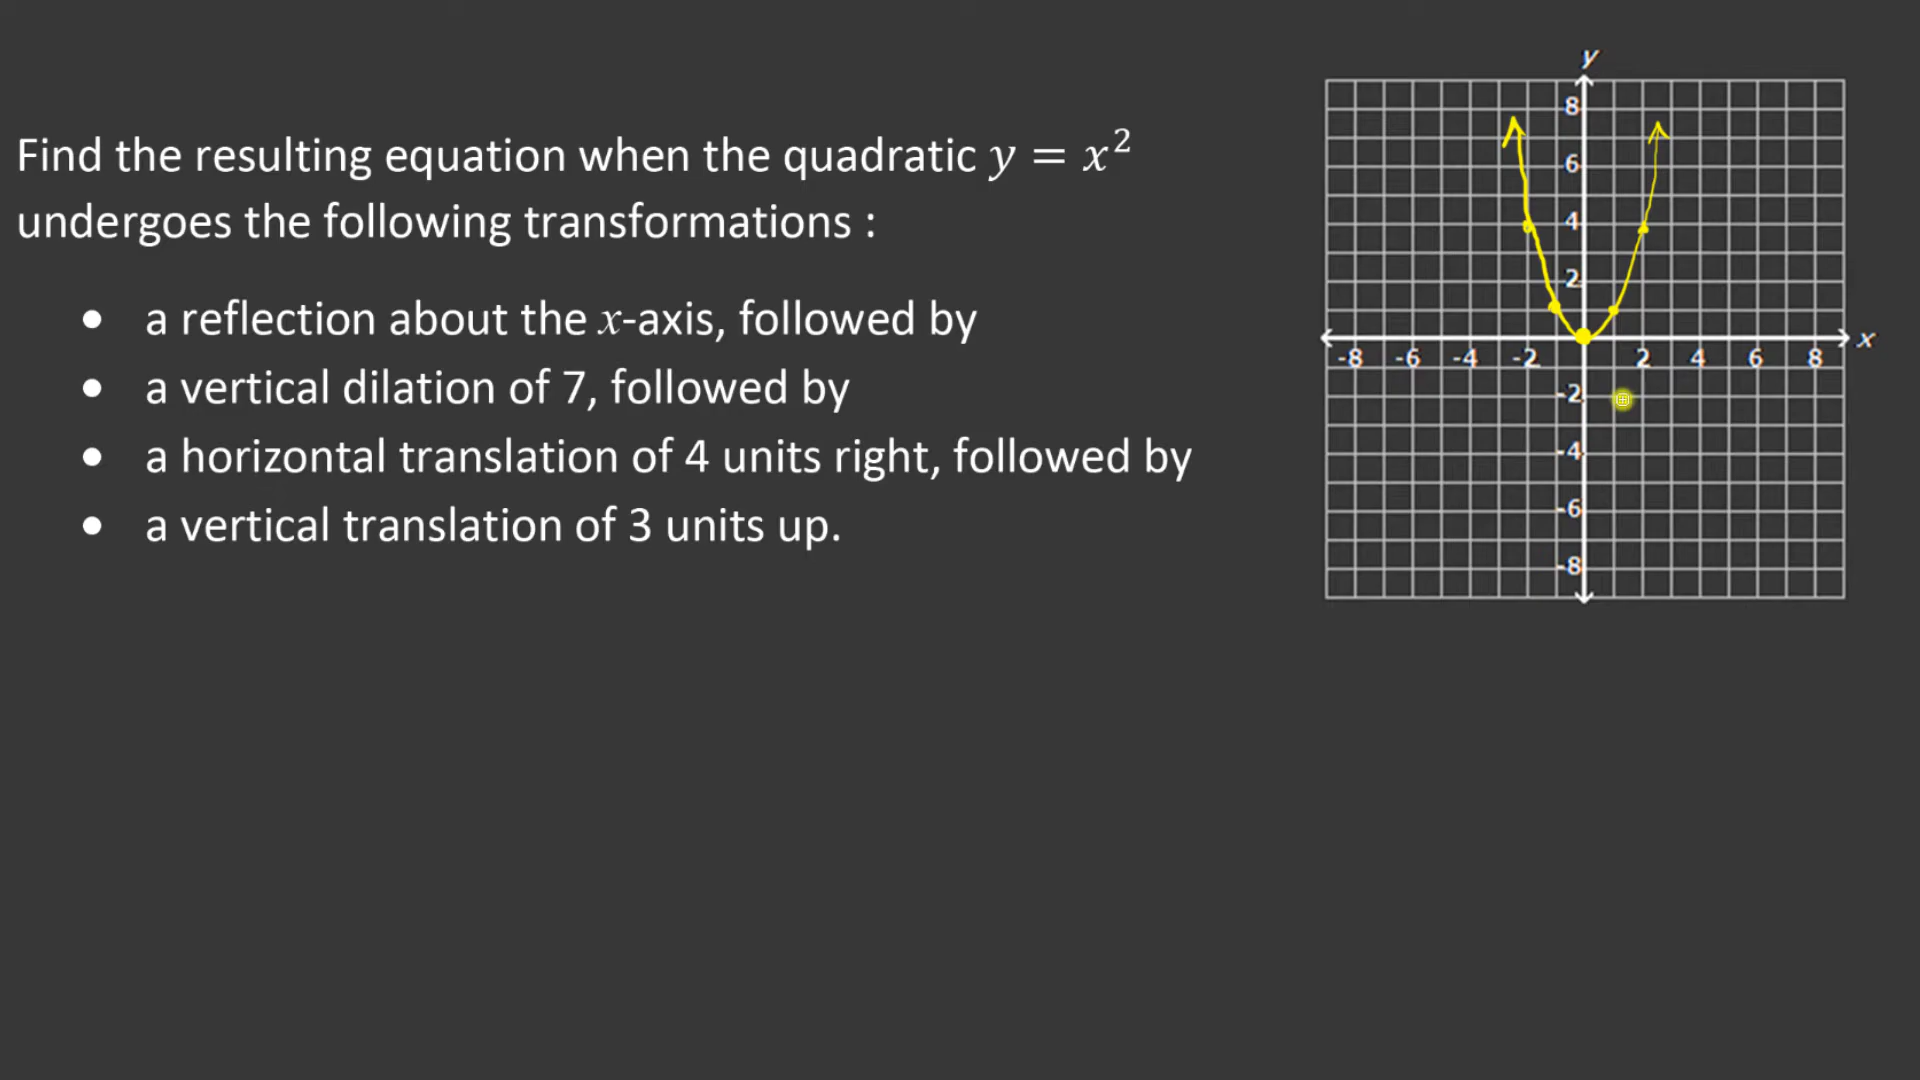 Find the resulting equation when the quadratic y = x²
undergoes the following transformations :
• a reflection about the x-axis, followed by
• a vertical dilation of 7, followed by
• a horizontal translation of 4 units right, followed by
• a vertical translation of 3 units up.
y
8
6
4
2
-8 -6 -4 -2 2 4 6 8 x
-2
-4
-6
-8